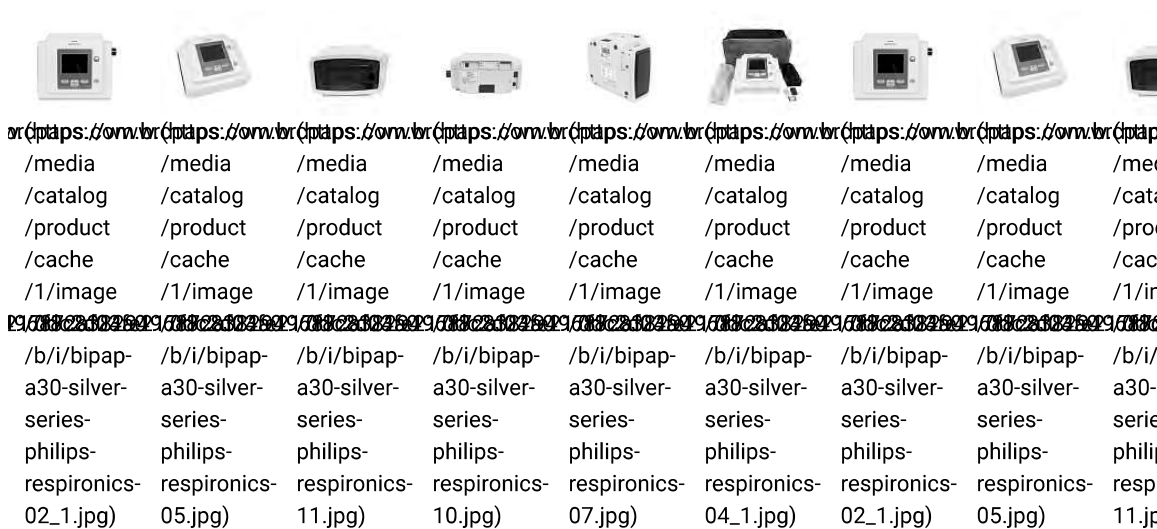 /media
/catalog
/product
/cache
/1/image
/b/i/bipap-
a30-silver-
series-
philips-
respironics-
02_1.jpg)
/media
/catalog
/product
/cache
/1/image
/b/i/bipap-
a30-silver-
series-
philips-
respironics-
05.jpg)
/media
/catalog
/product
/cache
/1/image
/b/i/bipap-
a30-silver-
series-
philips-
respironics-
11.jpg)
/media
/catalog
/product
/cache
/1/image
/b/i/bipap-
a30-silver-
series-
philips-
respironics-
10.jpg)
/media
/catalog
/product
/cache
/1/image
/b/i/bipap-
a30-silver-
series-
philips-
respironics-
07.jpg)
/media
/catalog
/product
/cache
/1/image
/b/i/bipap-
a30-silver-
series-
philips-
respironics-
04_1.jpg)
/media
/catalog
/product
/cache
/1/image
/b/i/bipap-
a30-silver-
series-
philips-
respironics-
02_1.jpg)
/media
/catalog
/product
/cache
/1/image
/b/i/bipap-
a30-silver-
series-
philips-
respironics-
05.jpg)
/b/i/
a30-